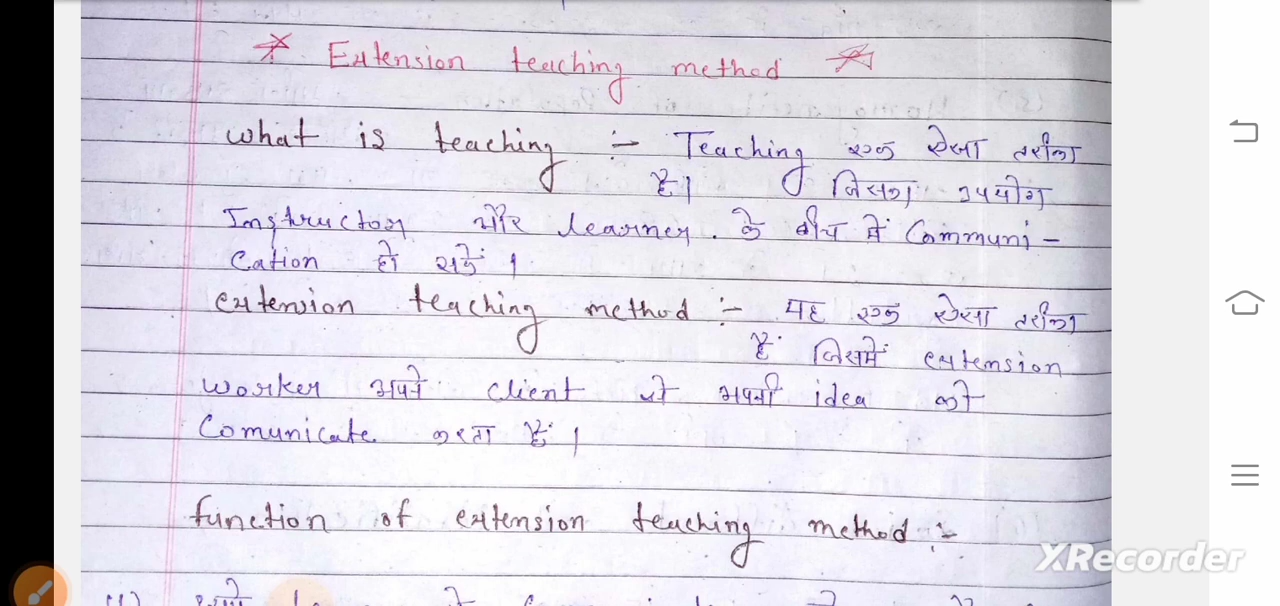 Extension teaching method
What is teaching :- Teaching एक ऐसा तरीका
है। जिसका उपयोग
Instructor और learner के बीच में Communi-
cation हो सकें।
extension teaching method :- यह एक ऐसा तरीका
हैं जिसमें extension
worker अपने client से अपनी idea को
Comunicate करता हैं।
function of extension teaching method :-
XRecorder